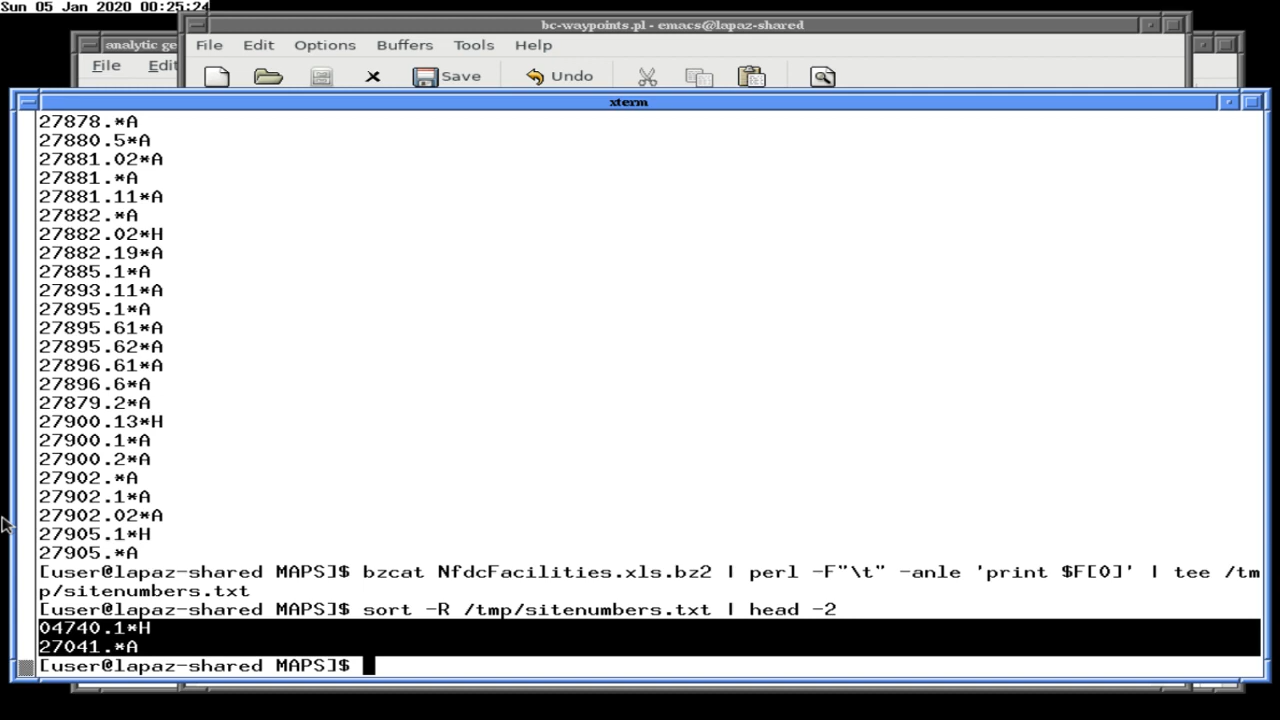 Sun 05 Jan 2020 00:25:24
bc-waypoints.pl - emacs@lapaz-shared
analytic ge
File Edit Options Buffers Tools Help
File Edit
Save Undo
xterm
27878.*A
27880.5*A
27881.02*A
27881.*A
27881.11*A
27882.*A
27882.02*H
27882.19*A
27885.1*A
27893.11*A
27895.1*A
27895.61*A
27895.62*A
27896.61*A
27896.6*A
27879.2*A
27900.13*H
27900.1*A
27900.2*A
27902.*A
27902.1*A
27902.02*A
27905.1*H
27905.*A
[user@lapaz-shared MAPS]$ bzcat NfdcFacilities.xls.bz2 | perl -F"\t" -anle 'print $F[0]' | tee /tm
p/sitenumbers.txt
[user@lapaz-shared MAPS]$ sort -R /tmp/sitenumbers.txt | head -2
04740.1*H
27041.*A
[user@lapaz-shared MAPS]$